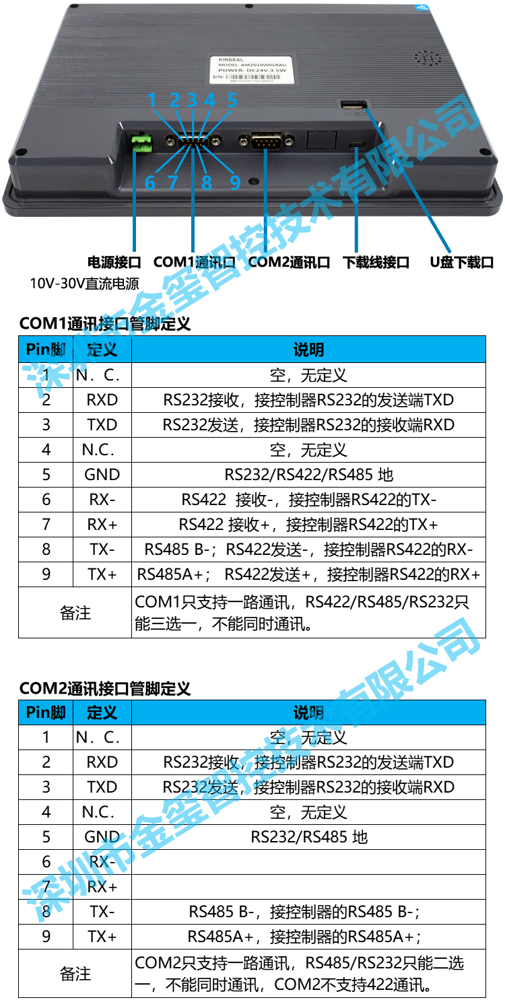 KINSEAL
MODEL: AMZ010W01RAG
POWER: DC24V,3.5W
S/N:
1 2 3 4 5
6 7 8 9
电源接口 COM1通讯口 COM2通讯口 下载线接口 U盘下载口
10V-30V直流电源
深圳市金玺智控技术有限公司
COM1通讯接口管脚定义
Pin脚 定义 说明
1 N. C. 空，无定义
2 RXD RS232接收，接控制器RS232的发送端TXD
3 TXD RS232发送，接控制器RS232的接收端RXD
4 N.C. 空，无定义
5 GND RS232/RS422/RS485 地
6 RX- RS422 接收-，接控制器RS422的TX-
7 RX+ RS422 接收+，接控制器RS422的TX+
8 TX- RS485 B-；RS422发送-，接控制器RS422的RX-
9 TX+ RS485A+； RS422发送+，接控制器RS422的RX+
备注 COM1只支持一路通讯，RS422/RS485/RS232只
能三选一，不能同时通讯。
COM2通讯接口管脚定义
Pin脚 定义 说明
1 N. C. 空，无定义
2 RXD RS232接收，接控制器RS232的发送端TXD
3 TXD RS232发送，接控制器RS232的接收端RXD
4 N.C. 空，无定义
5 GND RS232/RS485 地
6 RX-
7 RX+
8 TX- RS485 B-，接控制器的RS485 B-；
9 TX+ RS485A+，接控制器的RS485A+；
备注 COM2只支持一路通讯，RS485/RS232只能二选
一，不能同时通讯，COM2不支持422通讯。
深圳市金玺智控技术有限公司